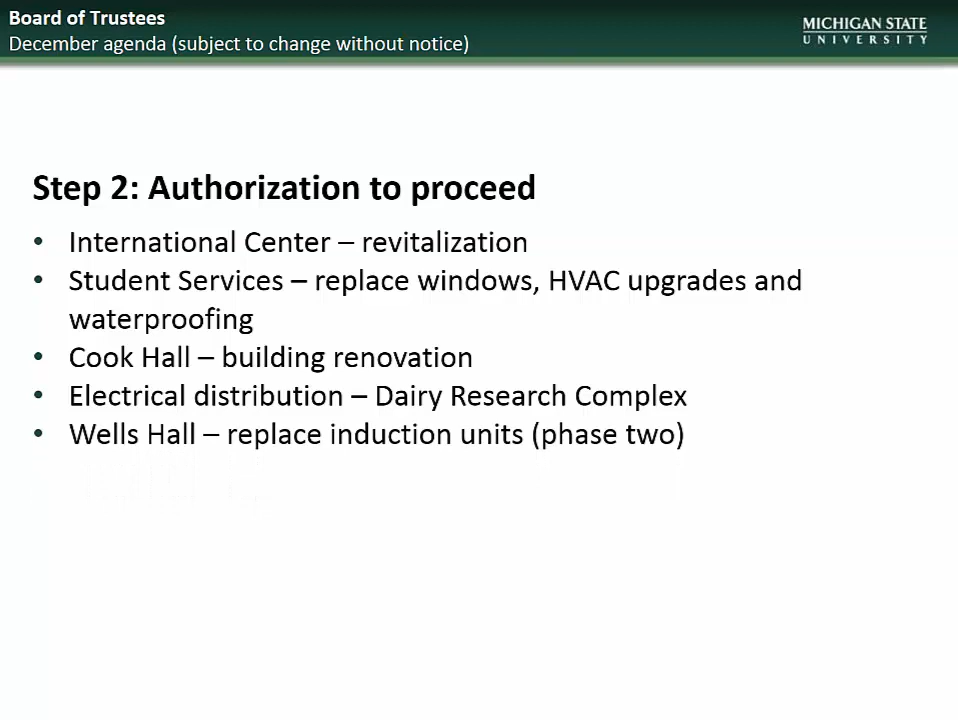 Board of Trustees
December agenda (subject to change without notice)
MICHIGAN STATE
UNIVERSITY
Step 2: Authorization to proceed
• International Center – revitalization
• Student Services – replace windows, HVAC upgrades and
waterproofing
• Cook Hall – building renovation
• Electrical distribution – Dairy Research Complex
• Wells Hall – replace induction units (phase two)